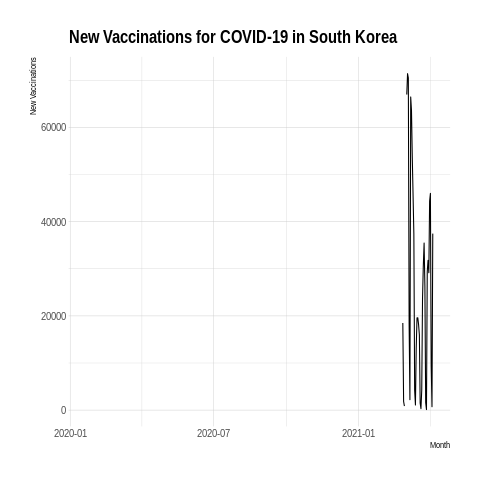 New Vaccinations for COVID-19 in South Korea
New Vaccinations
60000
40000
20000
0
2020-01
2020-07
2021-01
Month